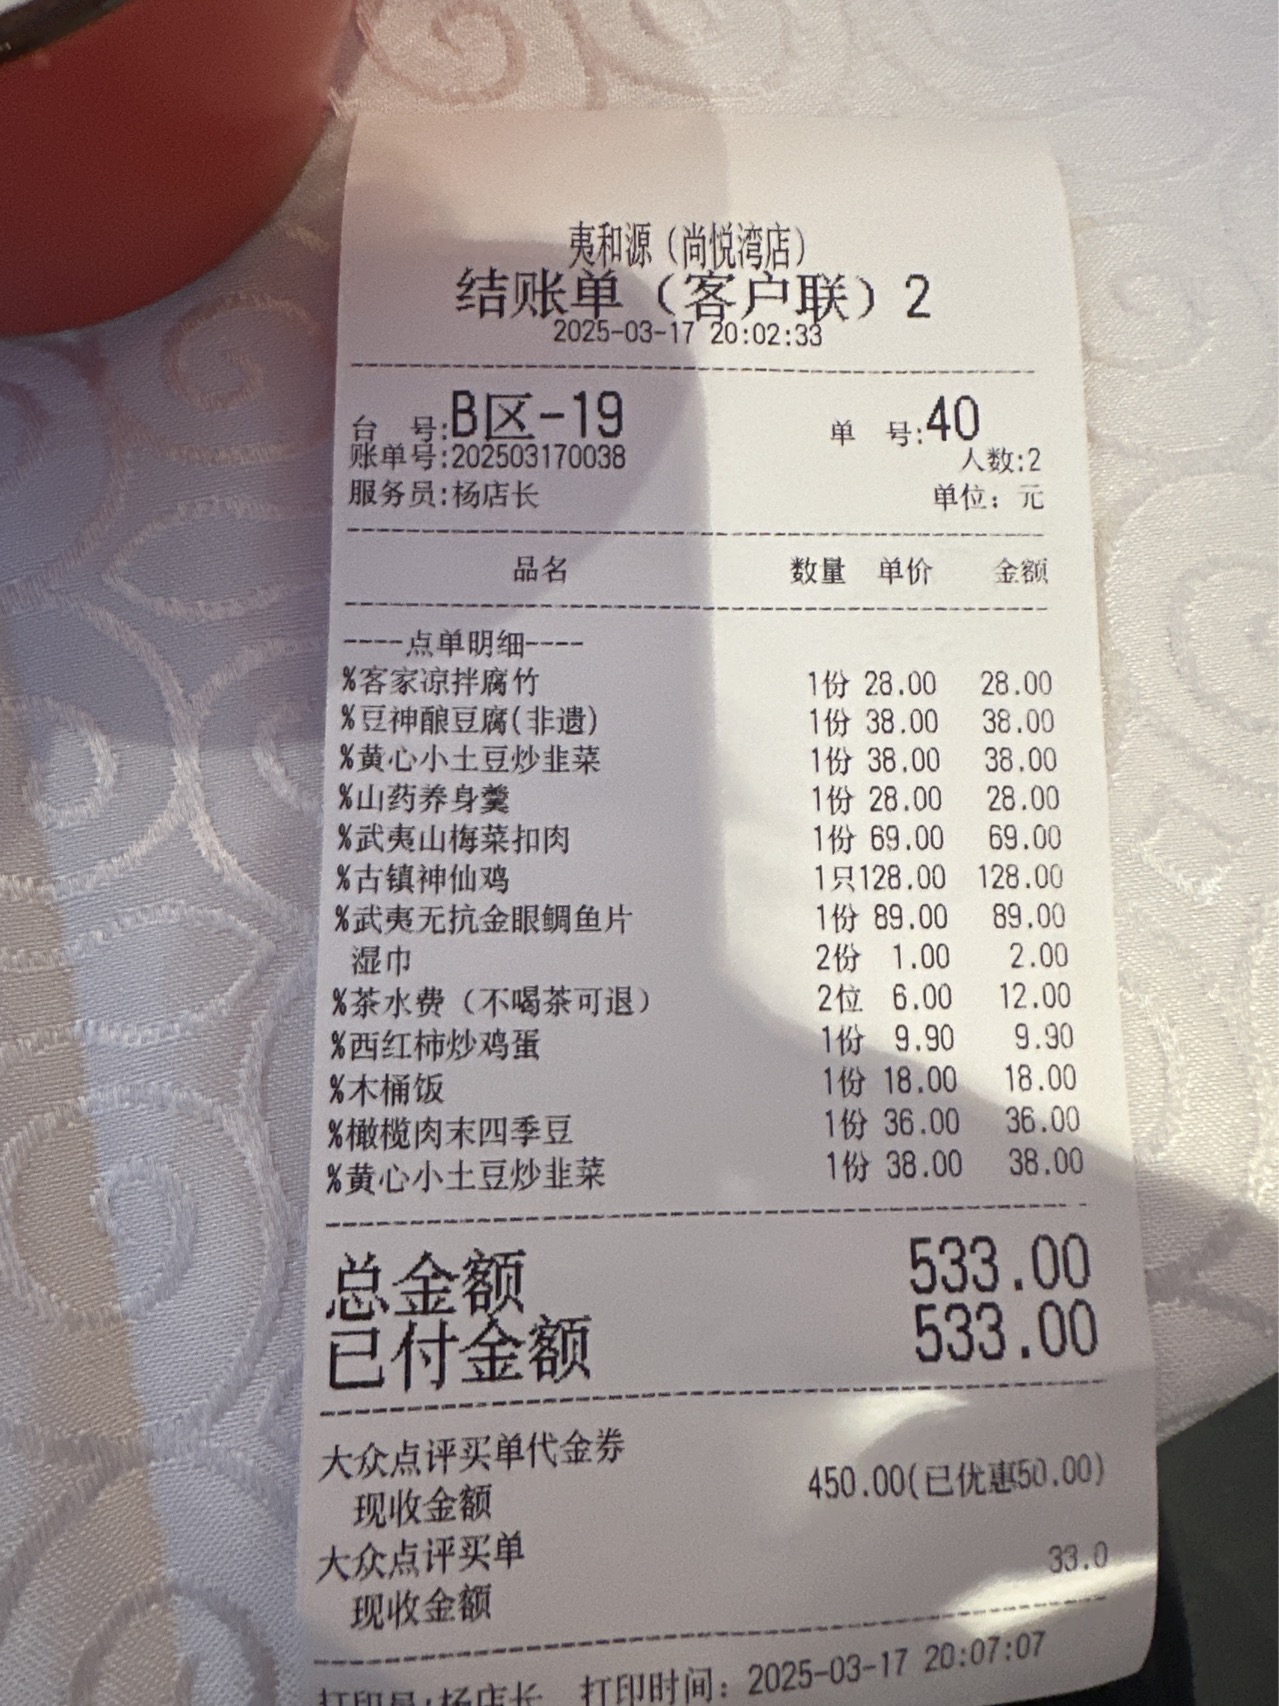 夷和源（尚悦湾店）
结账单（客户联）2
2025-03-17 20:02:33
台 号:B区-19 单 号:40
账单号:202503170038 人数:2
服务员:杨店长 单位：元
品名 数量 单价 金额
----点单明细----
%客家凉拌腐竹 1份 28.00 28.00
%豆神酿豆腐(非遗) 1份 38.00 38.00
%黄心小土豆炒韭菜 1份 38.00 38.00
%山药养身羹 1份 28.00 28.00
%武夷山梅菜扣肉 1份 69.00 69.00
%古镇神仙鸡 1只128.00 128.00
%武夷无抗金眼鲷鱼片 1份 89.00 89.00
湿巾 2份 1.00 2.00
%茶水费（不喝茶可退） 2位 6.00 12.00
%西红柿炒鸡蛋 1份 9.90 9.90
%木桶饭 1份 18.00 18.00
%橄榄肉末四季豆 1份 36.00 36.00
%黄心小土豆炒韭菜 1份 38.00 38.00
总金额 533.00
已付金额 533.00
大众点评买单代金券
现收金额 450.00(已优惠50.00)
大众点评买单
现收金额 33.0
打印员:杨店长 打印时间：2025-03-17 20:07:07